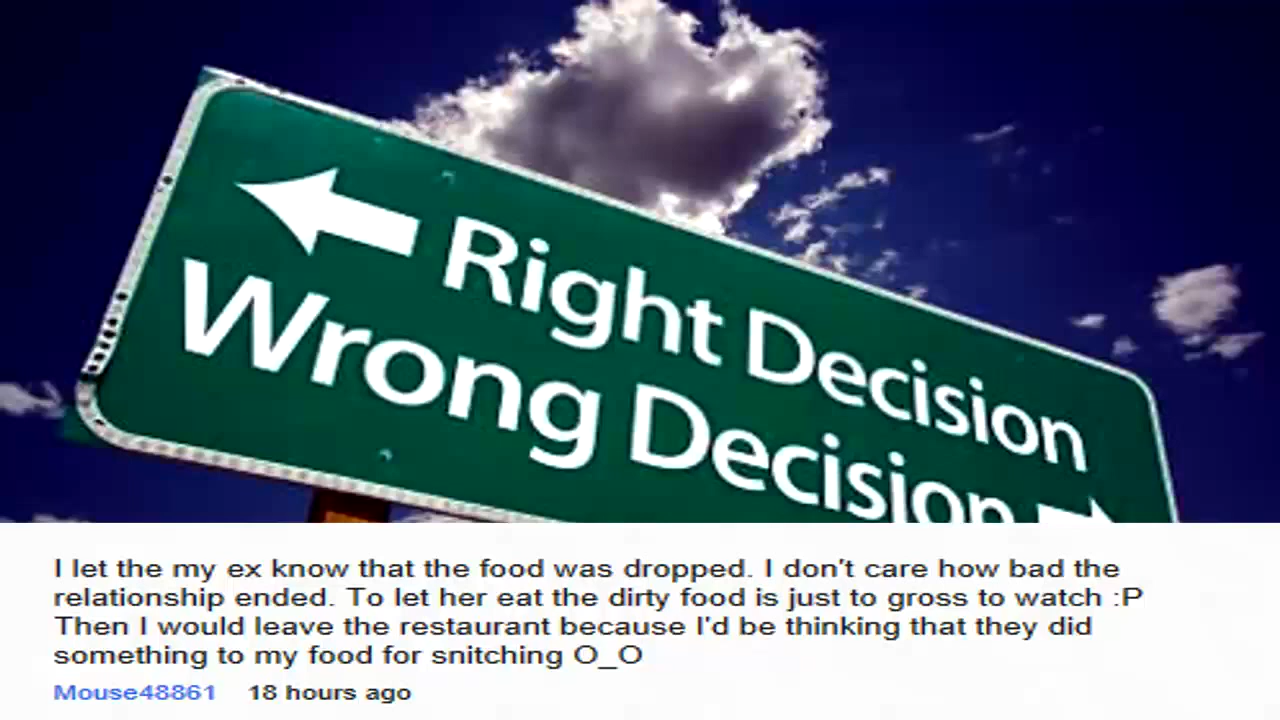 Right Decision
Wrong Decision
I let the my ex know that the food was dropped. I don't care how bad the
relationship ended. To let her eat the dirty food is just to gross to watch :P
Then I would leave the restaurant because I'd be thinking that they did
something to my food for snitching O_O
Mouse48861 18 hours ago